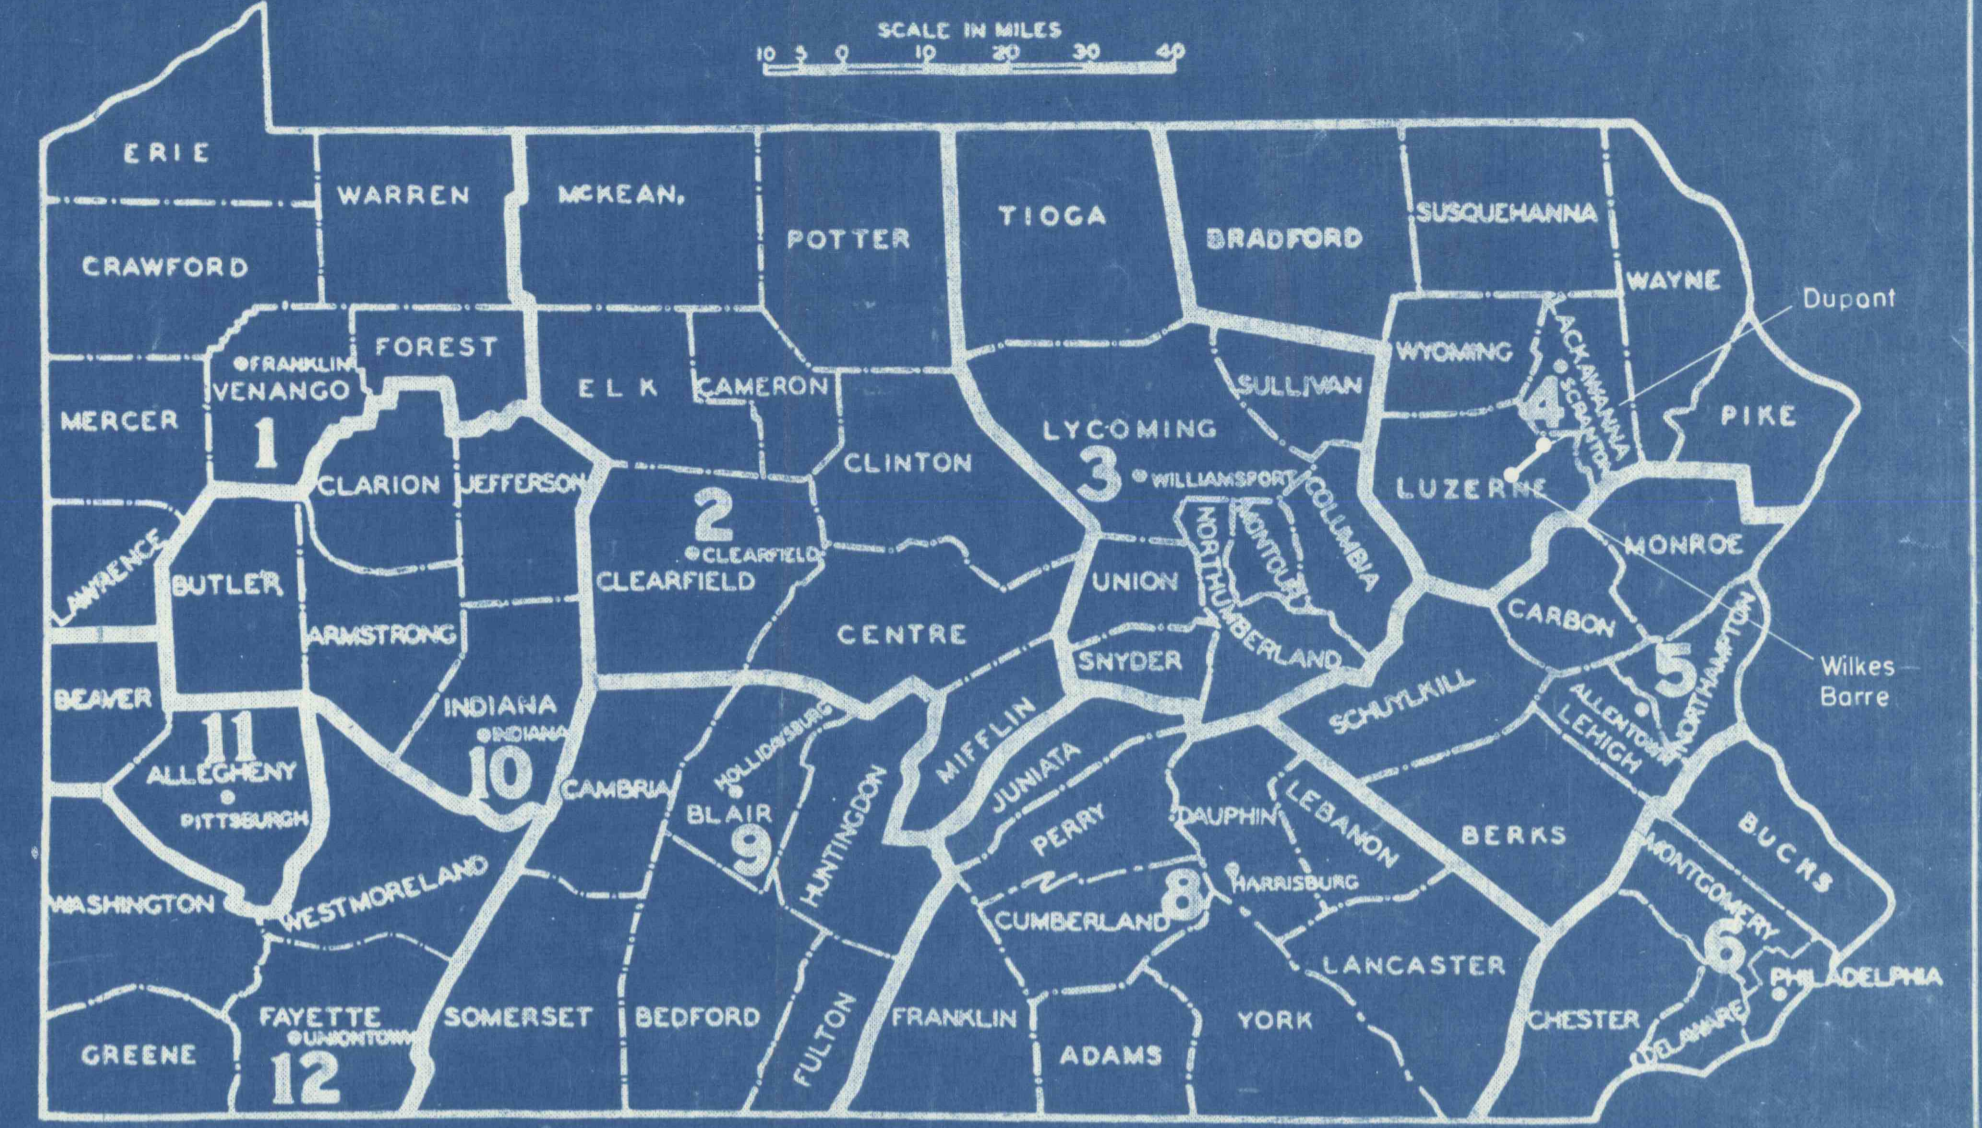 SCALE IN MILES
10 5 0 10 20 30 40
ERIE
WARREN
MCKEAN.
POTTER
TIOGA
BRADFORD
SUSQUEHANNA
WAYNE
CRAWFORD
Dupont
FRANKLIN
VENANGO
FOREST
ELK
CAMERON
SULLIVAN
WYOMING
LACKAWANNA
SCRANTON
4
PIKE
MERCER
1
LYCOMING
3
WILLIAMSPORT
CLINTON
CLARION
JEFFERSON
2
CLEARFIELD
CLEARFIELD
COLUMBIA
LUZERNE
MONTOUR
NORTHUMBERLAND
MONROE
LAWRENCE
BUTLER
ARMSTRONG
UNION
CENTRE
SNYDER
CARBON
5
NORTHAMPTON
Wilkes
Barre
BEAVER
INDIANA
INDIANA
10
11
ALLEGHENY
PITTSBURGH
HOLLIDAYSBURG
MIFFLIN
JUNIATA
SCHUYLKILL
ALLENTOWN
LEHIGH
CAMBRIA
BLAIR
9
HUNTINGDON
PERRY
DAUPHIN
LEBANON
BERKS
BUCKS
MONTGOMERY
WASHINGTON
WESTMORELAND
CUMBERLAND
8
HARRISBURG
6
LANCASTER
PHILADELPHIA
FAYETTE
UNIONTOWN
12
GREENE
SOMERSET
BEDFORD
FULTON
FRANKLIN
ADAMS
YORK
CHESTER
DELAWARE